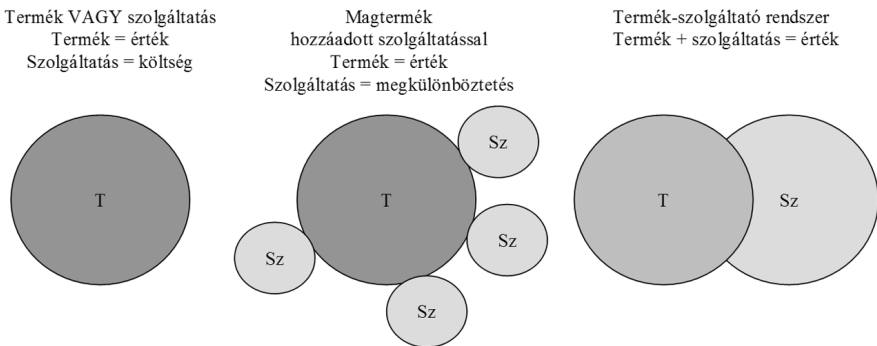 Termék VAGY szolgáltatás
Termék = érték
Szolgáltatás = költség
Magtermék
hozzáadott szolgáltatással
Termék = érték
Szolgáltatás = megkülönböztetés
Termék-szolgáltató rendszer
Termék + szolgáltatás = érték
T
T
Sz
Sz
Sz
Sz
T
Sz